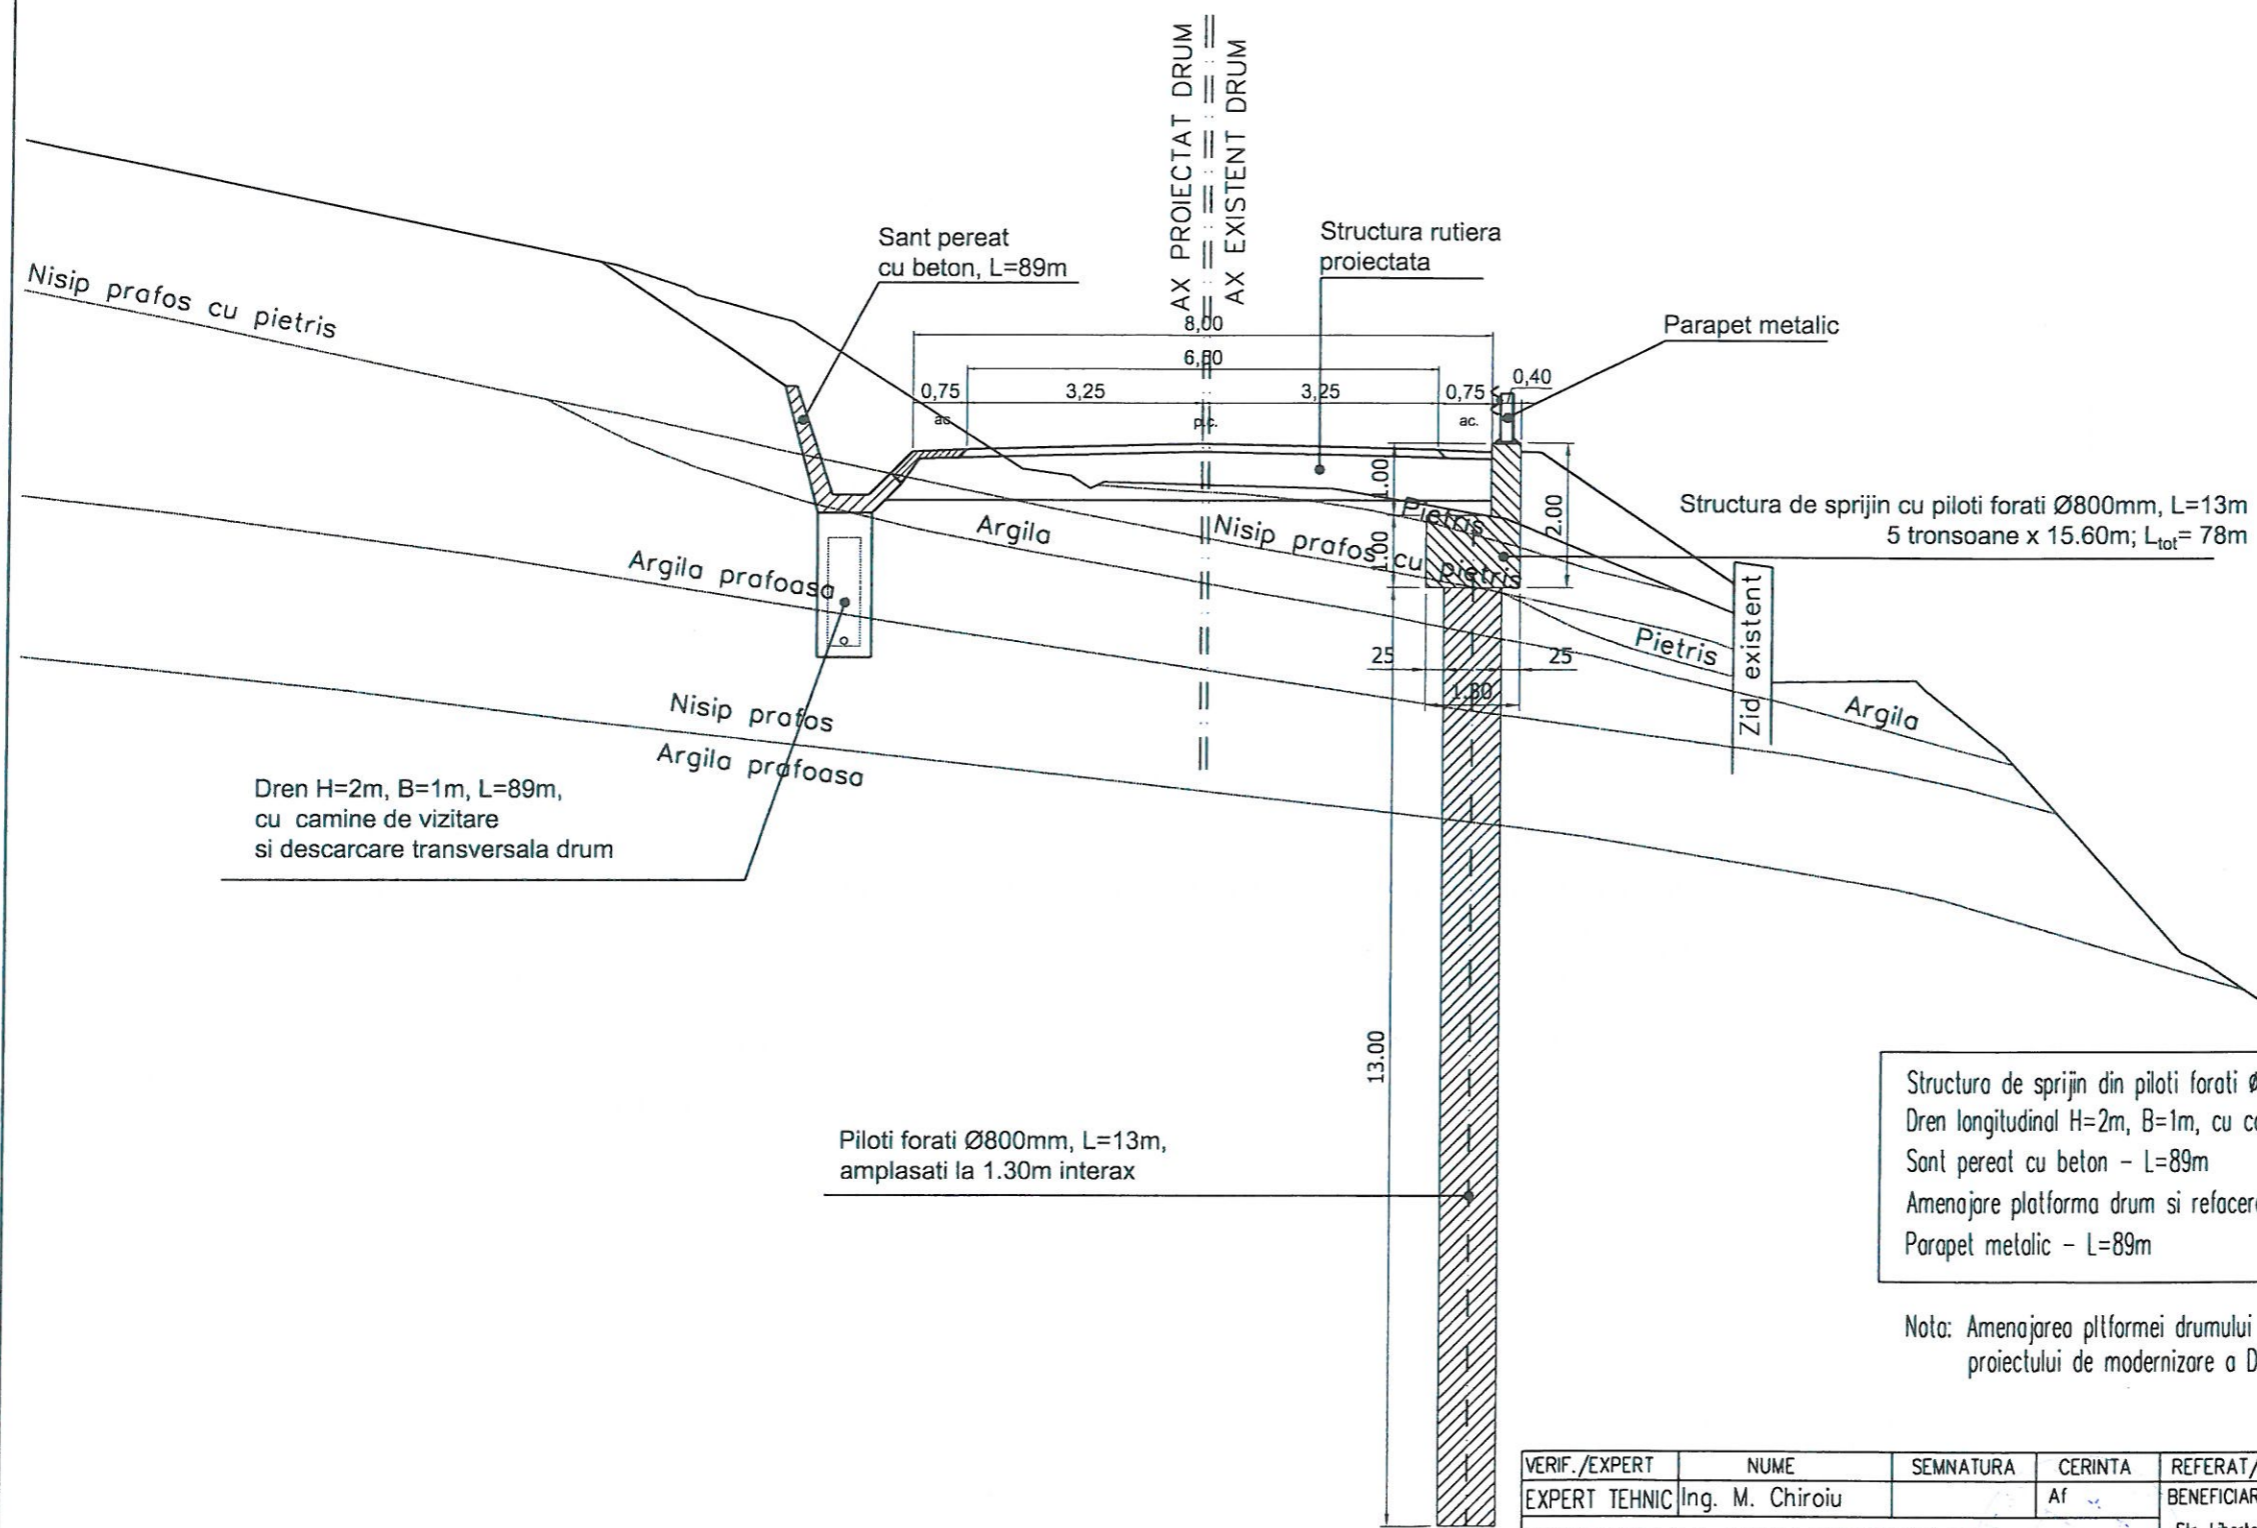 AX PROIECTAT DRUM
AX EXISTENT DRUM
Sant pereat
cu beton, L=89m
Structura rutiera
proiectata
Parapet metalic
Nisip prafos cu pietris
8,00
0,75
3,25
3,25
0,75
0,40
ac.
p.c.
ac.
1.00
2.00
1.00
Structura de sprijin cu piloti forati Ø800mm, L=13m
5 tronsoane x 15.60m; Ltot= 78m
Pietris
Argila
Nisip prafos cu pietris
Argila prafoasa
Zid existent
Pietris
25
25
Argila
Nisip prafos
Argila prafoasa
Dren H=2m, B=1m, L=89m,
cu camine de vizitare
si descarcare transversala drum
13.00
Piloti forati Ø800mm, L=13m,
amplasati la 1.30m interax
Structura de sprijin din piloti forati
Dren longitudinal H=2m, B=1m, cu
Sant pereat cu beton - L=89m
Amenajare platforma drum si
Parapet metalic - L=89m
Nota: Amenajarea pltformei drumului
proiectului de modernizare a
VERIF./EXPERT NUME SEMNATURA CERINTA REFERAT/
EXPERT TEHNIC Ing. M. Chiroiu Af